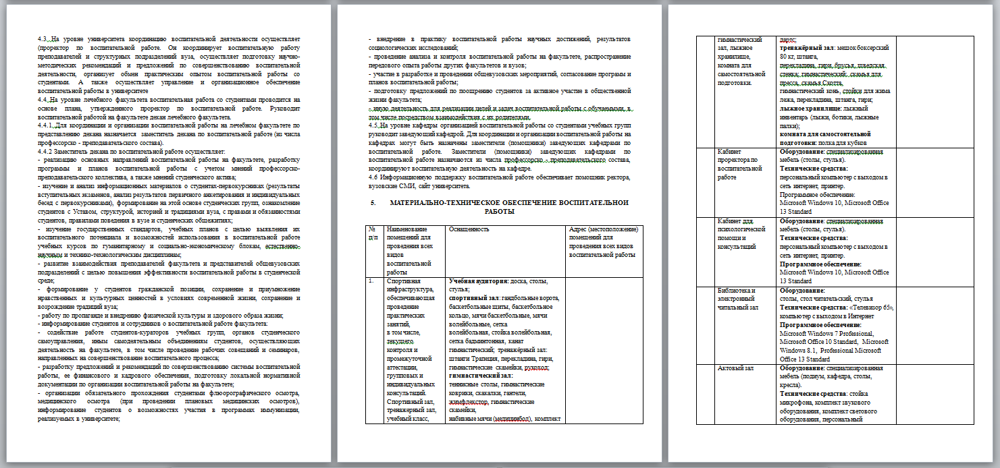 4.3. На уровне университета координацию воспитательной деятельности осуществляет
(проректор по воспитательной работе. Он координирует воспитательную работу
преподавателей и структурных подразделений вуза, осуществляет подготовку научно-
методических рекомендаций и предложений по совершенствованию воспитательной
деятельности, организует обмен практическим опытом воспитательной работы со
студентами. А также осуществляет управление и организационное обеспечение
воспитательной работы в университете
4.4. На уровне лечебного факультета воспитательная работа со студентами проводится на
основе плана, утвержденного проректор по воспитательной работе. Руководит
воспитательной работой на факультете декан лечебного факультета.
4.4.1. Для координации и организации воспитательной работы на лечебном факультете по
представлению декана назначается заместитель декана по воспитательной работе (из числа
профессорско - преподавательского состава).
4.4.2 Заместитель декана по воспитательной работе осуществляет:
- реализацию основных направлений воспитательной работы на факультете, разработку
программы и планов воспитательной работы с учетом мнений профессорско-
преподавательского коллектива, а также мнений студенческого актива;
- изучение и анализ информационных материалов о студентах-первокурсниках (результаты
вступительных экзаменов, анализ результатов первичного анкетирования и индивидуальных
бесед с первокурсниками), формирование на этой основе студенческих групп, ознакомление
студентов с Уставом, структурой, историей и традициями вуза, с правами и обязанностями
студентов, правилами поведения в вузе и студенческих общежитиях;
- изучение государственных стандартов, учебных планов с целью выявления их
воспитательного потенциала и возможностей использования в воспитательной работе
учебных курсов по гуманитарному и социально-экономическому блокам, естественно-
научным и технико-технологическим дисциплинам;
- развитие взаимодействия преподавателей факультета и представителей общевузовских
подразделений с целью повышения эффективности воспитательной работы в студенческой
среде;
- формирование у студентов гражданской позиции, сохранение и приумножение
нравственных и культурных ценностей в условиях современной жизни, сохранение и
возрождение традиций вуза;
- работу по пропаганде и внедрению физической культуры и здорового образа жизни;
- информирование студентов и сотрудников о воспитательной работе факультета:
- содействие работе студентов-кураторов учебных групп, органов студенческого
самоуправления, иным самодеятельным объединениям студентов, осуществляющих
деятельность на факультете, в том числе проведение рабочих совещаний и семинаров,
направленных на совершенствование воспитательного процесса;
- разработку предложений и рекомендаций по совершенствованию системы воспитательной
работы, ее финансового и кадрового обеспечения, подготовку локальной нормативной
документации по организации воспитательной работы на факультете;
- организации обязательного прохождения студентами флюорографического осмотра,
медицинского осмотра (при проведении плановых медицинских осмотров),
информирование студентов о возможностях участия в программах иммунизации,
реализуемых в университете;
- внедрение в практику воспитательной работы научных достижений, результатов
социологических исследований;
- проведение анализа и контроля воспитательной работы на факультете, распространение
передового опыта работы других факультетов и вузов;
- участие в разработке и проведении общевузовских мероприятий, согласование программ и
планов воспитательной работы;
- подготовку предложений по поощрению студентов за активное участие в общественной
жизни факультета;
- иную деятельность для реализации целей и задач воспитательной работы с обучаемыми, в
том числе посредством взаимодействия с их родителями.
4.5. На уровне кафедры организацией воспитательной работы со студентами учебных групп
руководит заведующий кафедрой. Для координации и организации воспитательной работы на
кафедрах могут быть назначены заместители (помощники) заведующих кафедрами по
воспитательной работе. Заместители (помощники) заведующих кафедрами по
воспитательной работе назначаются из числа профессорско - преподавательского состава,
координируют воспитательную деятельность на кафедре.
4.6 Информационную поддержку воспитательной работе обеспечивает помощник ректора,
вузовские СМИ, сайт университета.
5. МАТЕРИАЛЬНО-ТЕХНИЧЕСКОЕ ОБЕСПЕЧЕНИЕ ВОСПИТАТЕЛЬНОЙ
РАБОТЫ
№
п/п
Наименование
помещений для
проведения всех
видов
воспитательной
работы
Оснащенность
Адрес (местоположение)
помещений для
проведения всех видов
воспитательной работы
1.
Спортивная
инфраструктура,
обеспечивающая
проведение
практических
занятий,
в том числе,
текущего
контроля и
промежуточной
аттестации,
групповых и
индивидуальных
консультаций.
Спортивный зал,
тренажерный зал,
учебный класс,
Учебная аудитория: доска, столы,
стулья;
спортивный зал: гандбольные ворота,
баскетбольные щиты, баскетбольное
кольцо, мячи баскетбольные, мячи
волейбольные, сетка
волейбольная, стойка волейбольная,
сетка бадминтонная, канат
гимнастический; тренажёрный зал:
штанги Трапеция, перекладина, гири,
гимнастические скамейки, рукоход;
гимнастический зал:
теннисные столы, гимнастические
коврики, скакалки, гантели,
жимфлекстор, гимнастические
скамейки,
набивные мячи (медицинбол), комплект
гимнастический
зал, лыжное
хранилище,
комната для
самостоятельной
подготовки.
дартс;
тренажёрный зал: мешок боксерский
80 кг, штанга,
перекладина, гири, брусья, шведская
стенка; гимнастический; скамья для
пресса, скамья Скотта,
гимнастический конь, стойки для жима
лежа, перекладина, штанга, гири;
лыжное хранилище: лыжный
инвентарь (лыжи, ботики, лыжные
палки);
комната для самостоятельной
подготовки: полка для кубков
Кабинет
проректора по
воспитательной
работе
Оборудование: специализированная
мебель (столы, стулья).
Технические средства:
персональный компьютер с выходом в
сеть интернет, принтер.
Программное обеспечение:
Microsoft Windows 10, Microsoft Office
13 Standard
Кабинет для
психологической
помощи и
консультаций
Оборудование: специализированная
мебель (столы, стулья).
Технические средства:
персональный компьютер с выходом в
сеть интернет, принтер.
Программное обеспечение:
Microsoft Windows 10, Microsoft Office
13 Standard
Библиотека и
электронный
читальный зал
Оборудование:
столы, стол читательский, стулья
Технические средства: «Телевизор 65»,
компьютер с выходом в Интернет
Программное обеспечение:
Microsoft Windows 7 Professional,
Microsoft Office 10 Standard, Microsoft
Windows 8.1, Professional Microsoft
Office 13 Standard
Актовый зал
Оборудование: специализированная
мебель (подиум, кафедра, столы,
кресла).
Технические средства: стойка
микрофона, комплект звукового
оборудования, комплект светового
оборудования, персональный